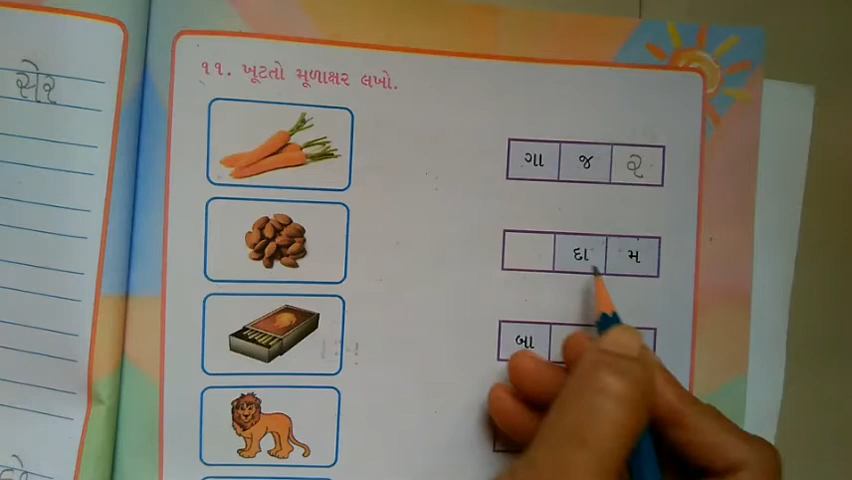 સેર
૧૧. ખૂટતો મૂળાક્ષર લખો.
ગા જ ર
દા મ
બા